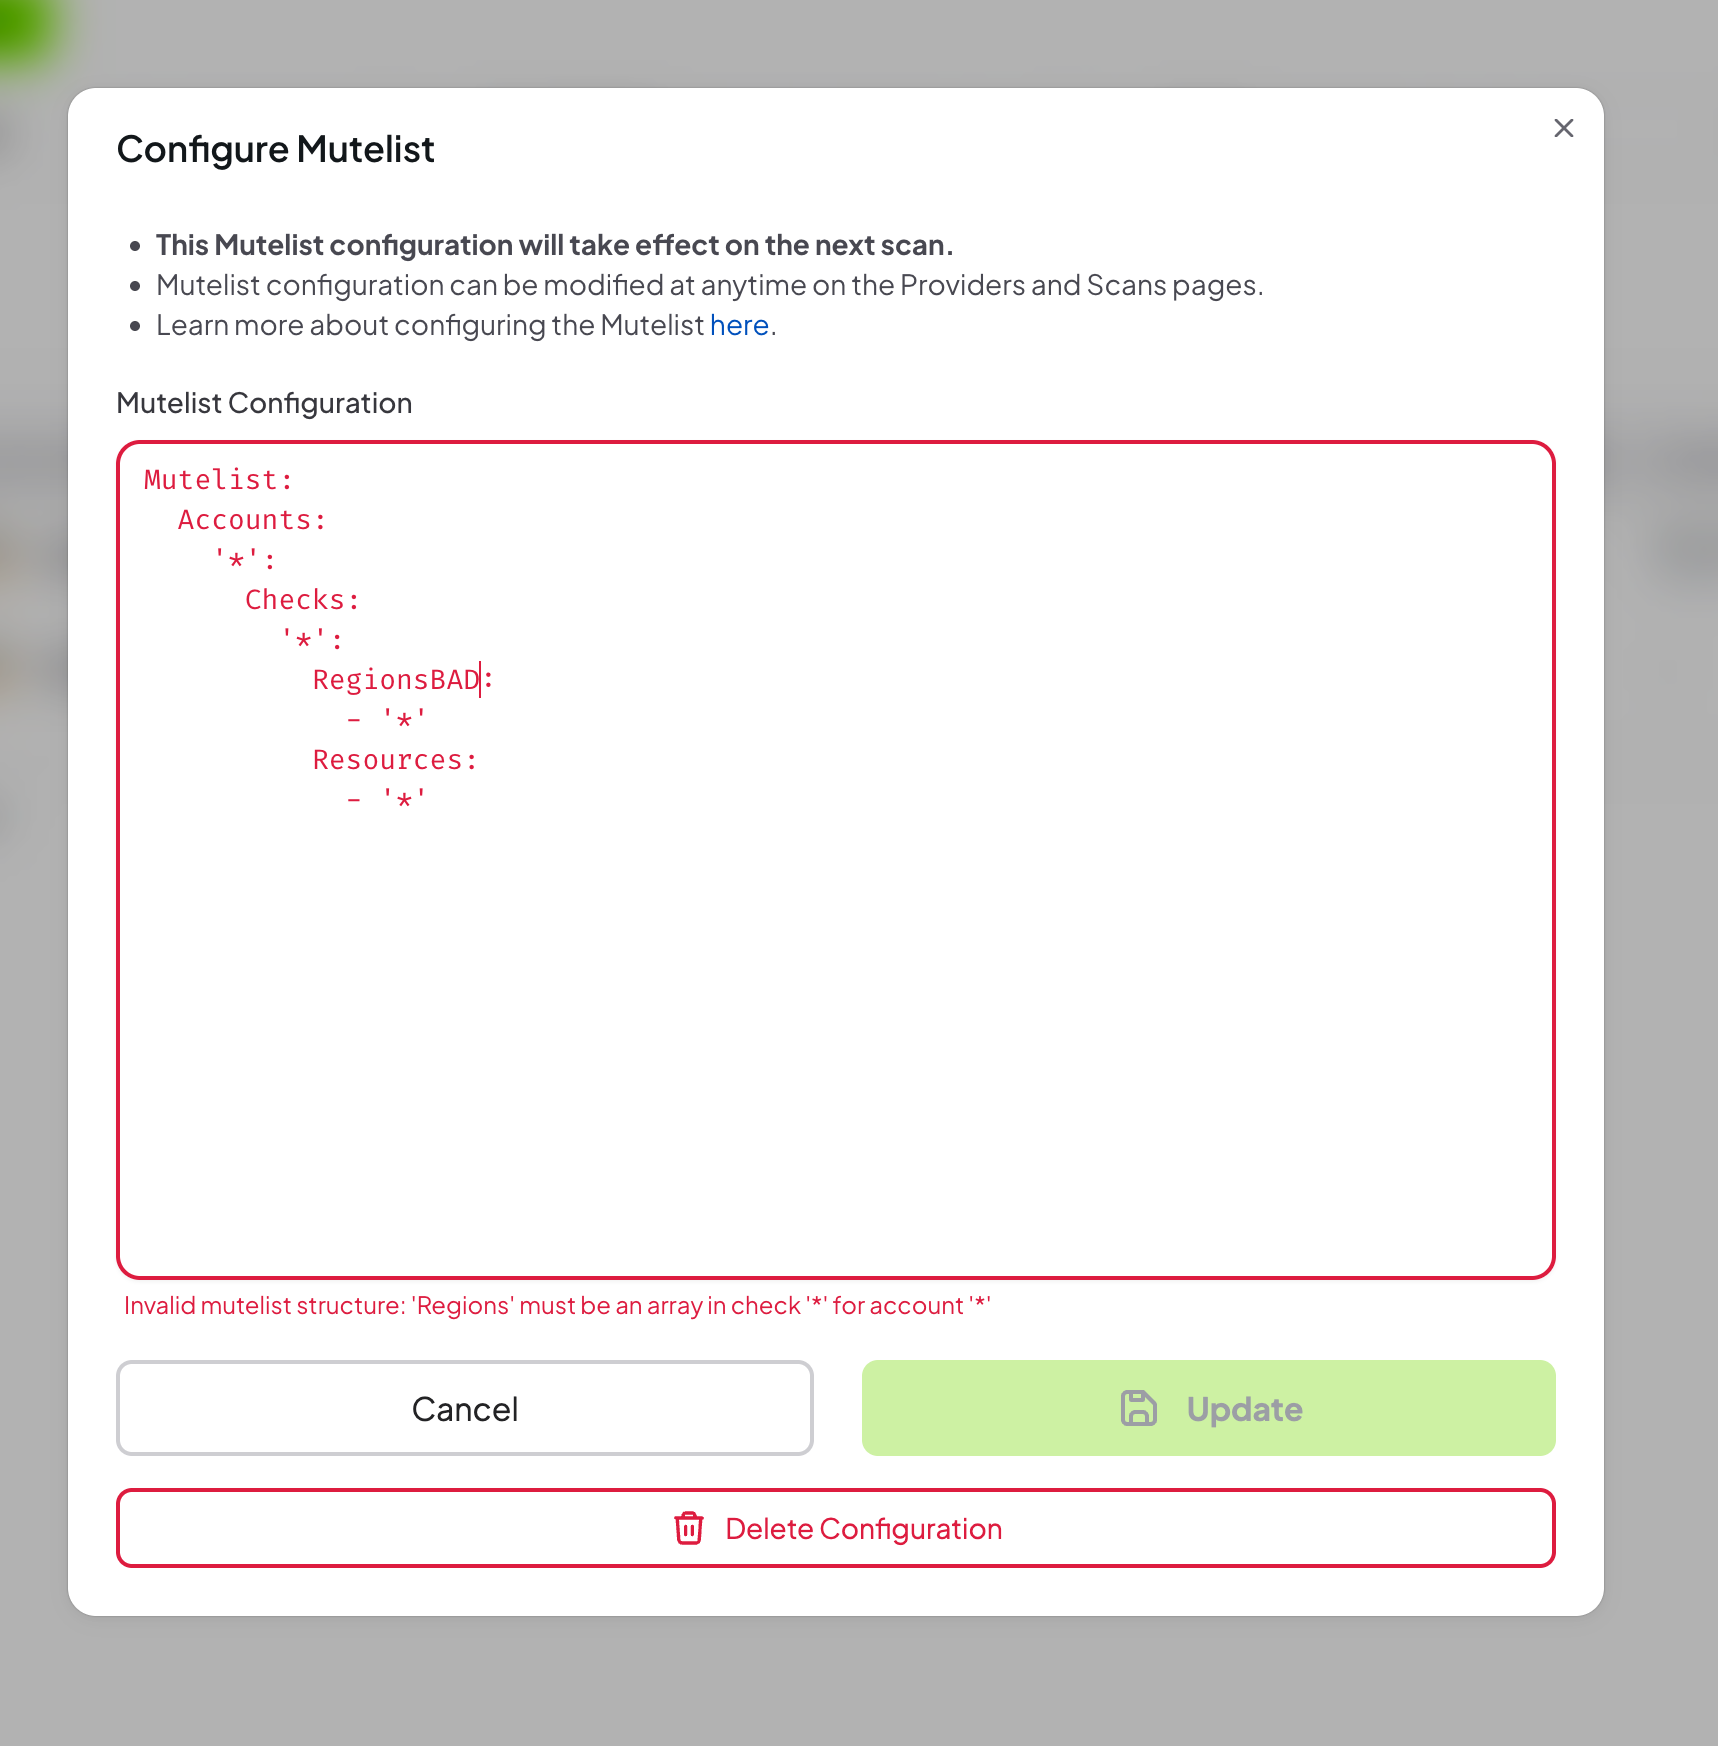 Configure Mutelist
This Mutelist configuration will take effect on the next scan.
Mutelist configuration can be modified at anytime on the Providers and Scans pages.
Learn more about configuring the Mutelist here.
Mutelist Configuration
Mutelist:
  Accounts:
    '*':
      Checks:
        '*':
          RegionsBAD:
            - '*'
          Resources:
            - '*'
Invalid mutelist structure: 'Regions' must be an array in check '*' for account '*'
Cancel
Update
Delete Configuration